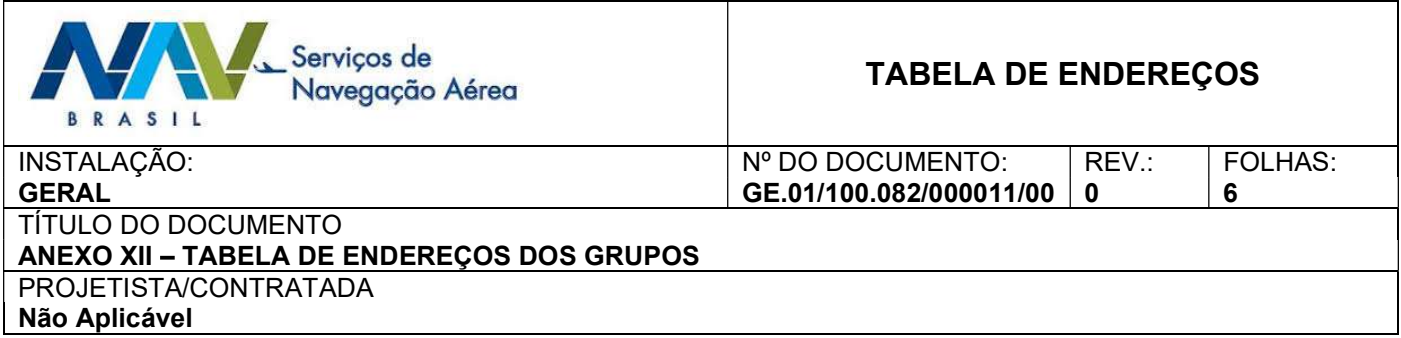 NAV
BRASIL
Serviços de
Navegação Aérea
TABELA DE ENDEREÇOS
INSTALAÇÃO:
GERAL
Nº DO DOCUMENTO:
GE.01/100.082/000011/00
REV.:
0
FOLHAS:
6
TÍTULO DO DOCUMENTO
ANEXO XII – TABELA DE ENDEREÇOS DOS GRUPOS
PROJETISTA/CONTRATADA
Não Aplicável